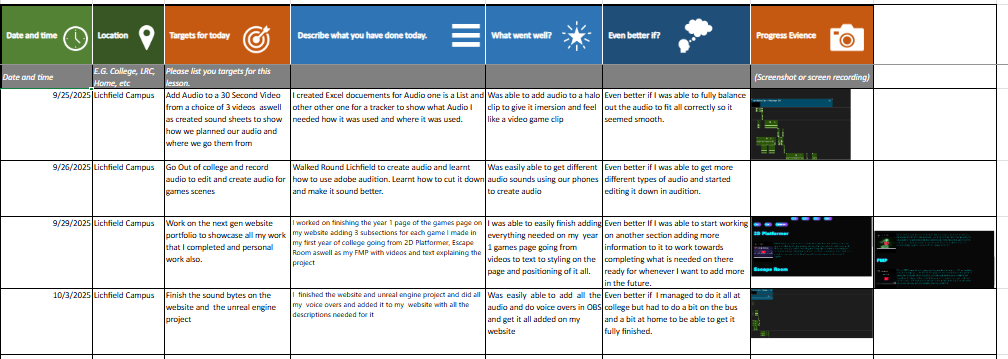 Date and time
Location
Targets for today
Describe what you have done today.
What went well?
Even better if?
Progress Evience
Date and time
E.G. College, LRC,
Home, etc
Please list you targets for this
lesson.
(Screenshot or screen recording)
9/25/2025
Lichfield Campus
Add Audio to a 30 Second Video
from a choice of 3 videos aswell
as created sound sheets to show
how we planned our audio and
where we go them from
I created Excel docuements for Audio one is a List and
other other one for a tracker to show what Audio I
needed how it was used and where it was used.
Was able to add audio to a halo
clip to give it imersion and feel
like a video game clip
Even better if I was able to fully balance
out the audio to fit all correctly so it
seemed smooth.
9/26/2025
Lichfield Campus
Go Out of college and record
audio to edit and create audio for
games scenes
Walked Round Lichfield to create audio and learnt
how to use adobe audition. Learnt how to cut it down
and make it sound better.
Was easily able to get different
audio sounds using our phones
to create audio
Even better if I was able to get more
different types of audio and started
editing it down in audition.
9/29/2025
Lichfield Campus
Work on the next gen website
portfolio to showcase all my work
that I completed and personal
work also.
I worked on finishing the year 1 page of the games page on
my website adding 3 subsections for each game I made in
my first year of college going from 2D Platformer, Escape
Room aswell as my FMP with videos and text explaining the
project
I was able to easily finish adding
everything needed on my year
1 games page going from
videos to text to styling on the
page and positioning of it all.
Even better If I was able to start working
on another section adding more
information to it to work towards
completing what is needed on there
ready for whenever I want to add more
in the future.
2D Platformer
Escape Room
FMP
10/3/2025
Lichfield Campus
Finish the sound bytes on the
website and the unreal engine
project
I finished the website and unreal engine project and did all
my voice overs and added it to my website with all the
descriptions needed for it
Was easily able to add all the
audio and do voice overs in OBS
and get it all added on my
website
Even better if I managed to do it all at
college but had to do a bit on the bus
and a bit at home to be able to get it
fully finished.